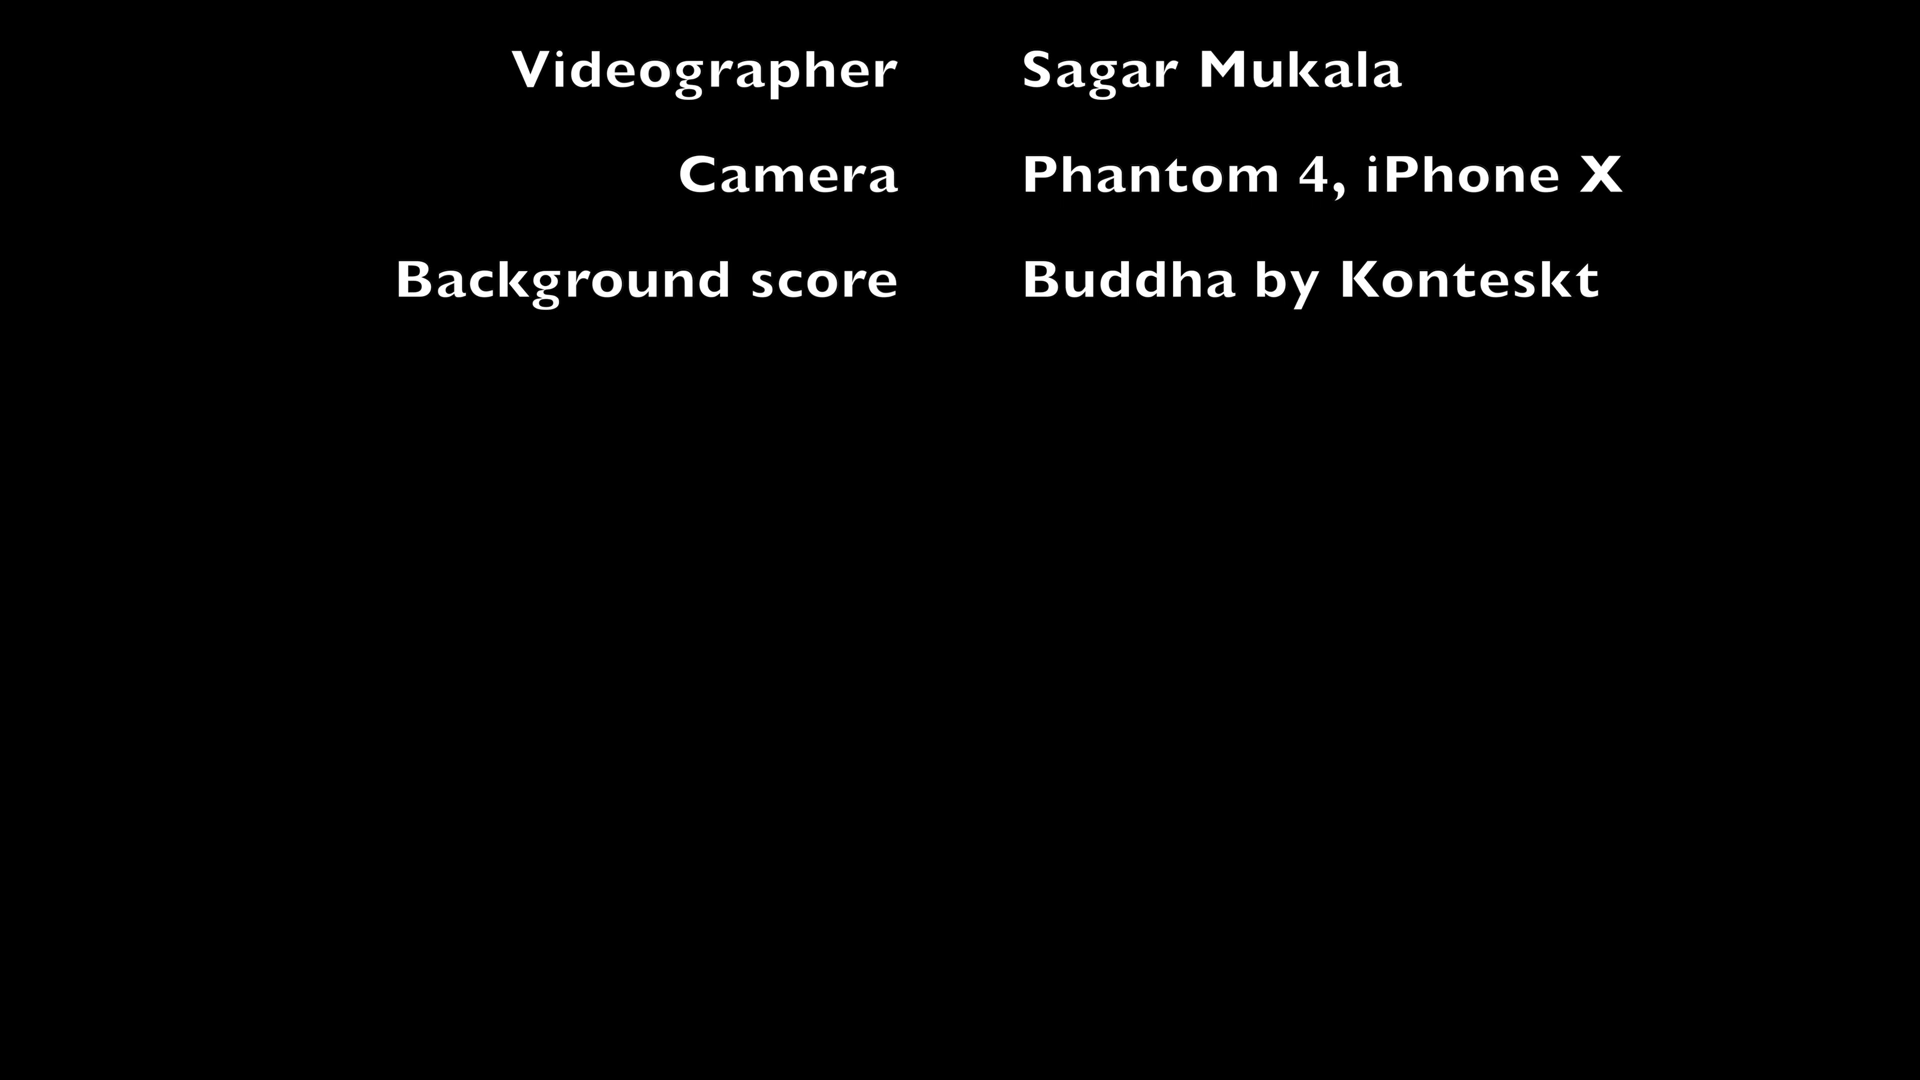 Videographer Sagar Mukala
Camera Phantom 4, iPhone X
Background score Buddha by Konteskt